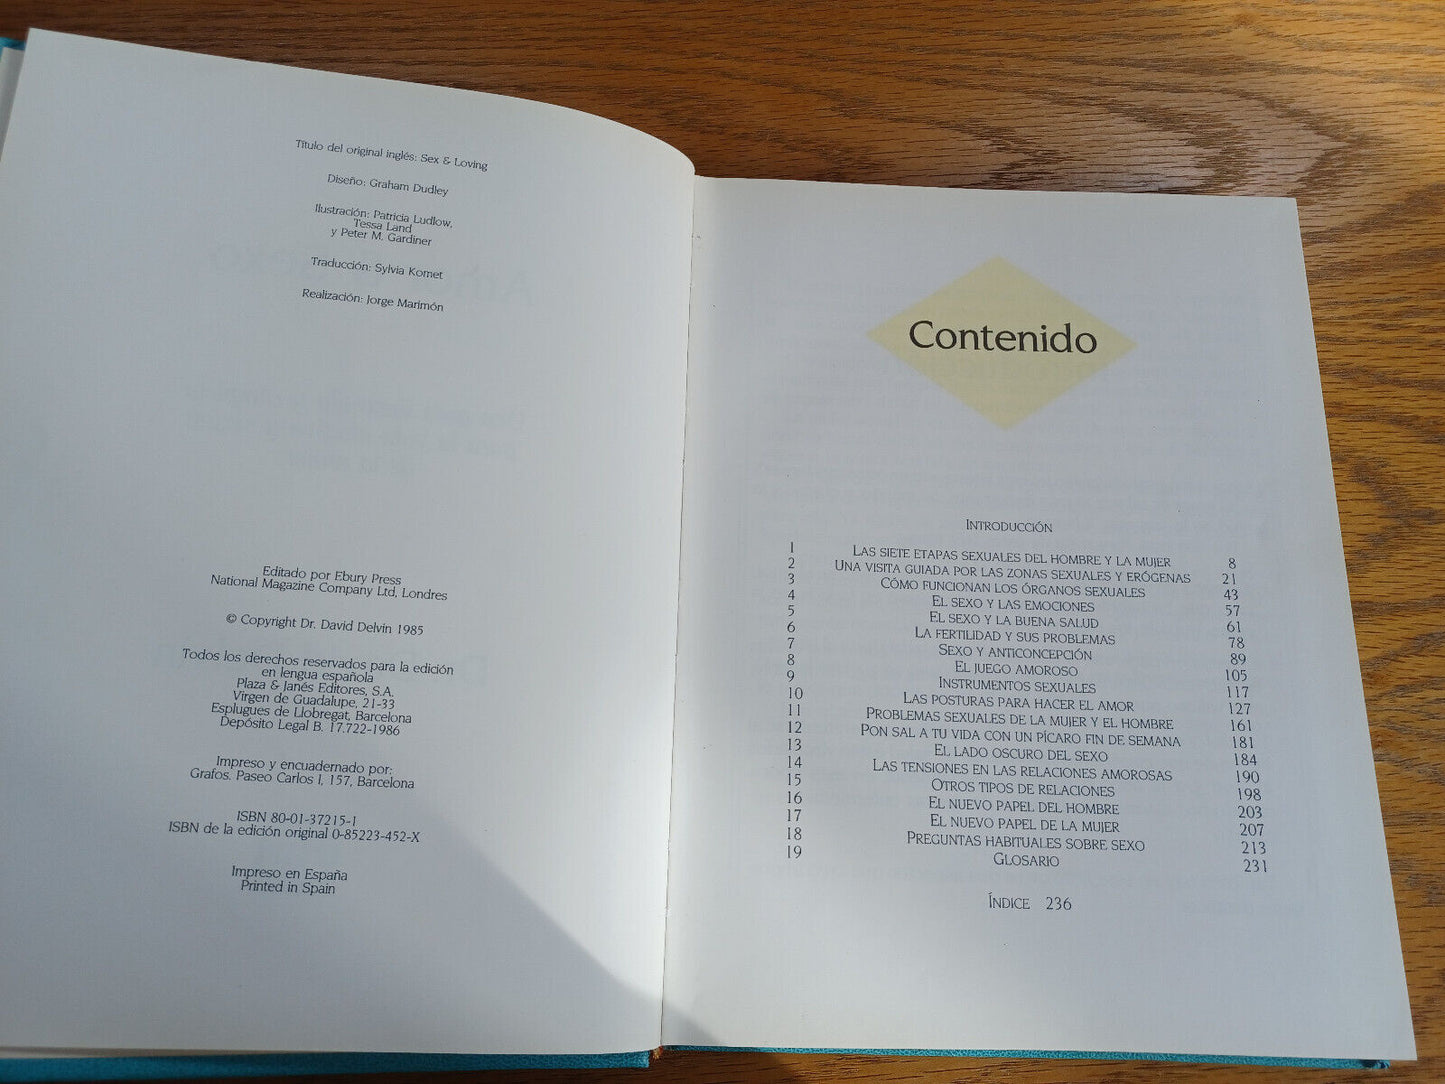 Título del original inglés: Sex & Loving
Diseño: Graham Dudley
Ilustración: Patricia Ludlow,
Tessa Land
y Peter M. Gardiner
Traducción: Sylvia Komet
Realización: Jorge Marimón
Editado por Ebury Press
National Magazine Company Ltd, Londres
© Copyright Dr. David Delvin 1985
Todos los derechos reservados para la edición
en lengua española
Plaza & Janés Editores, S.A.
Virgen de Guadalupe, 21-33
Esplugues de Llobregat, Barcelona
Depósito Legal B. 17.722-1986
Impreso y encuadernado por:
Grafos. Paseo Carlos I, 157, Barcelona
ISBN 80-01-37215-1
ISBN de la edición original 0-85223-452-X
Impreso en España
Printed in Spain
Contenido
INTRODUCCIÓN
1 LAS SIETE ETAPAS SEXUALES DEL HOMBRE Y LA MUJER 8
2 UNA VISITA GUIADA POR LAS ZONAS SEXUALES Y ERÓGENAS 21
3 CÓMO FUNCIONAN LOS ÓRGANOS SEXUALES 43
4 EL SEXO Y LAS EMOCIONES 57
5 EL SEXO Y LA BUENA SALUD 61
6 LA FERTILIDAD Y SUS PROBLEMAS 78
7 SEXO Y ANTICONCEPCIÓN 89
8 EL JUEGO AMOROSO 105
9 INSTRUMENTOS SEXUALES 117
10 LAS POSTURAS PARA HACER EL AMOR 127
11 PROBLEMAS SEXUALES DE LA MUJER Y EL HOMBRE 161
12 PON SAL A TU VIDA CON UN PÍCARO FIN DE SEMANA 181
13 EL LADO OSCURO DEL SEXO 184
14 LAS TENSIONES EN LAS RELACIONES AMOROSAS 190
15 OTROS TIPOS DE RELACIONES 198
16 EL NUEVO PAPEL DEL HOMBRE 203
17 EL NUEVO PAPEL DE LA MUJER 207
18 PREGUNTAS HABITUALES SOBRE SEXO 213
19 GLOSARIO 231
ÍNDICE 236